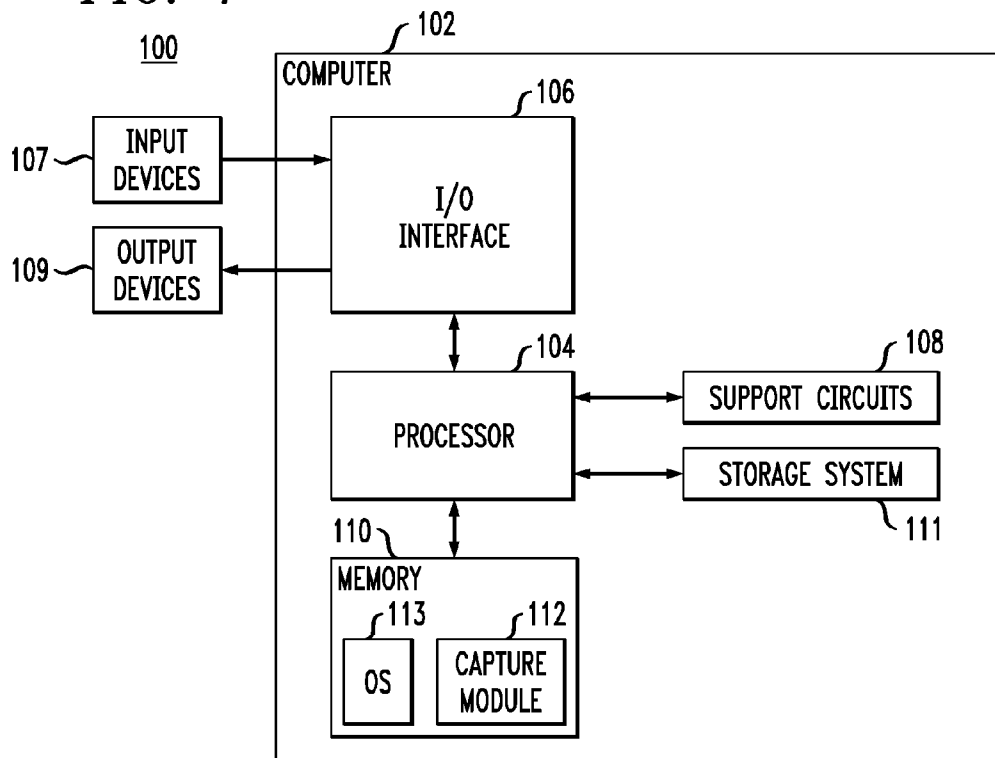 100
102
COMPUTER
106
107
INPUT
DEVICES
I/O
INTERFACE
109
OUTPUT
DEVICES
104
PROCESSOR
108
SUPPORT CIRCUITS
STORAGE SYSTEM
111
110
MEMORY
113
OS
112
CAPTURE
MODULE